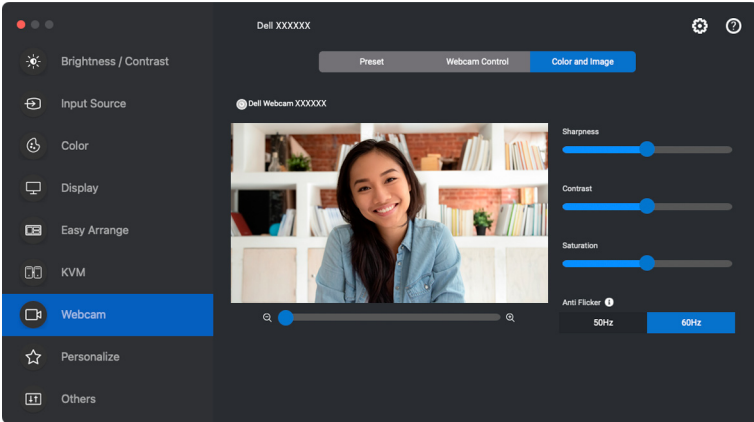 Dell XXXXXX
Brightness / Contrast
Input Source
Color
Display
Easy Arrange
KVM
Webcam
Personalize
Others
Preset
Webcam Control
Color and Image
Dell Webcam XXXXXX
Sharpness
Contrast
Saturation
Anti Flicker
50Hz
60Hz